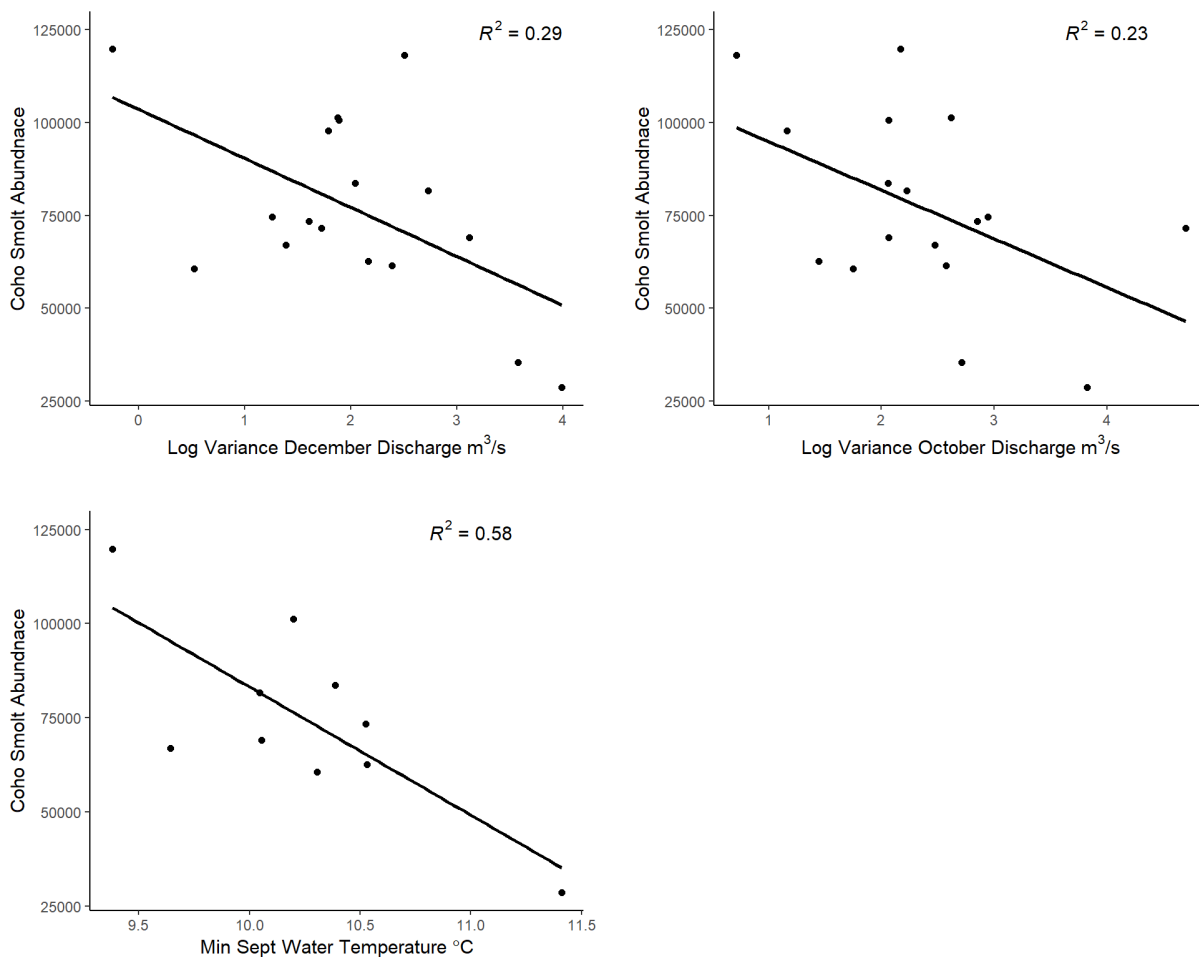 R² = 0.29
125000
100000
75000
50000
25000
Coho Smolt Abundnace
0 1 2 3 4
Log Variance December Discharge m³/s
R² = 0.23
125000
100000
75000
50000
25000
Coho Smolt Abundnace
1 2 3 4
Log Variance October Discharge m³/s
R² = 0.58
125000
100000
75000
50000
25000
Coho Smolt Abundnace
9.5 10.0 10.5 11.0 11.5
Min Sept Water Temperature °C